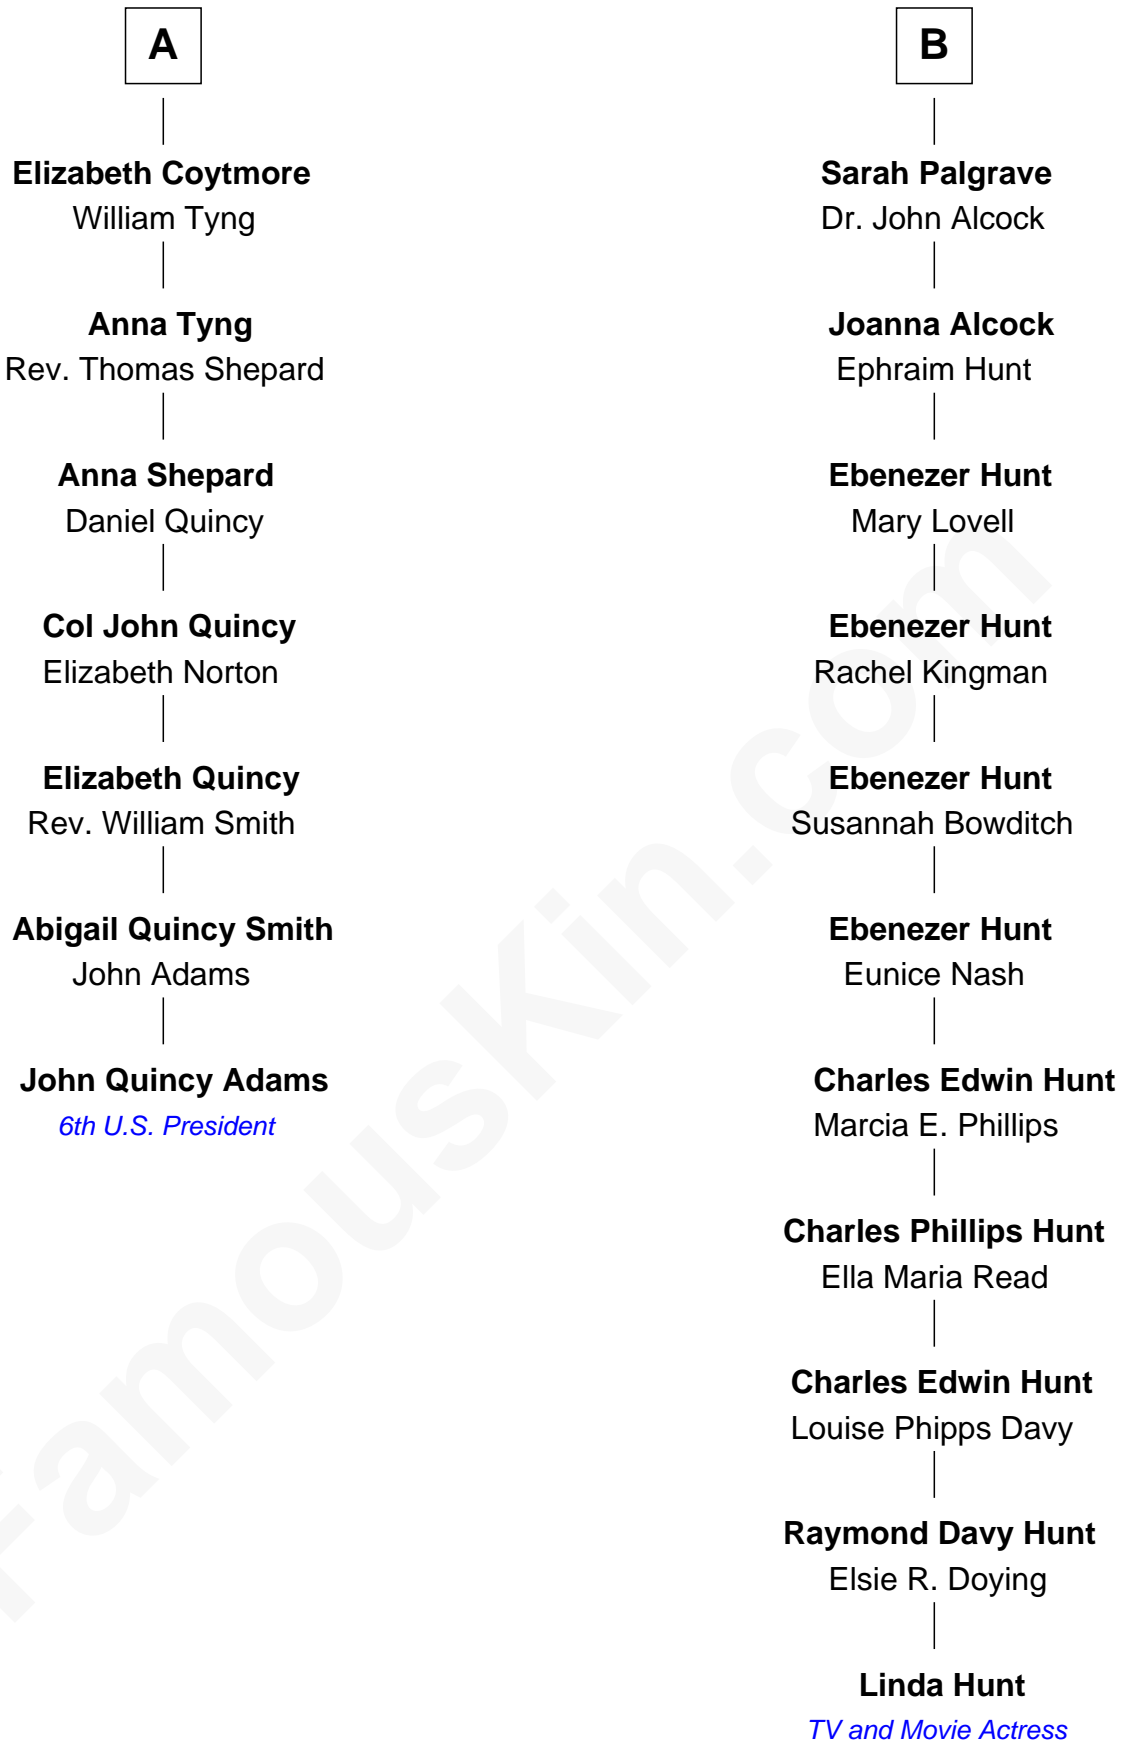 A
Elizabeth Coytmore
William Tyng
Anna Tyng
Rev. Thomas Shepard
Anna Shepard
Daniel Quincy
Col John Quincy
Elizabeth Norton
Elizabeth Quincy
Rev. William Smith
Abigail Quincy Smith
John Adams
John Quincy Adams
6th U.S. President
B
Sarah Palgrave
Dr. John Alcock
Joanna Alcock
Ephraim Hunt
Ebenezer Hunt
Mary Lovell
Ebenezer Hunt
Rachel Kingman
Ebenezer Hunt
Susannah Bowditch
Ebenezer Hunt
Eunice Nash
Charles Edwin Hunt
Marcia E. Phillips
Charles Phillips Hunt
Ella Maria Read
Charles Edwin Hunt
Louise Phipps Davy
Raymond Davy Hunt
Elsie R. Doying
Linda Hunt
TV and Movie Actress
FamousKin.com